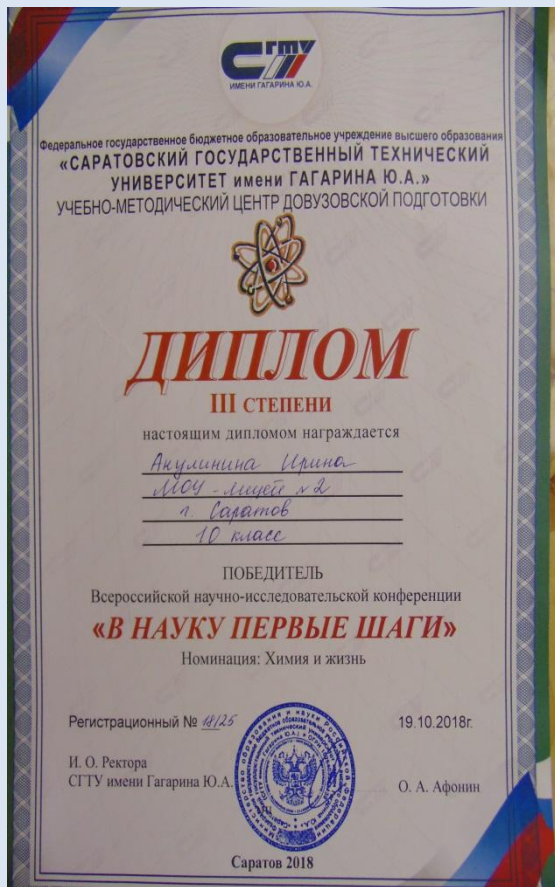 СГТУ
ИМЕНИ ГАГАРИНА Ю.А.
Федеральное государственное бюджетное образовательное учреждение высшего образования
«САРАТОВСКИЙ ГОСУДАРСТВЕННЫЙ ТЕХНИЧЕСКИЙ
УНИВЕРСИТЕТ имени ГАГАРИНА Ю.А.»
УЧЕБНО-МЕТОДИЧЕСКИЙ ЦЕНТР ДОВУЗОВСКОЙ ПОДГОТОВКИ
ДИПЛОМ
III СТЕПЕНИ
настоящим дипломом награждается
Акулинина Ирина
МОУ - лицей №2
г. Саратов
10 класс
ПОБЕДИТЕЛЬ
Всероссийской научно-исследовательской конференции
«В НАУКУ ПЕРВЫЕ ШАГИ»
Номинация: Химия и жизнь
Регистрационный № 18/25 19.10.2018г.
И. О. Ректора
СГТУ имени Гагарина Ю.А. О. А. Афонин
Саратов 2018